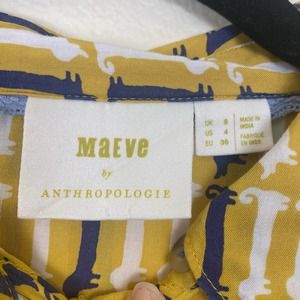 MAEVE
by
ANTHROPOLOGIE
UK 8
US 4
EU 36
MADE IN
INDIA
FABRIQUÉ
EN INDE